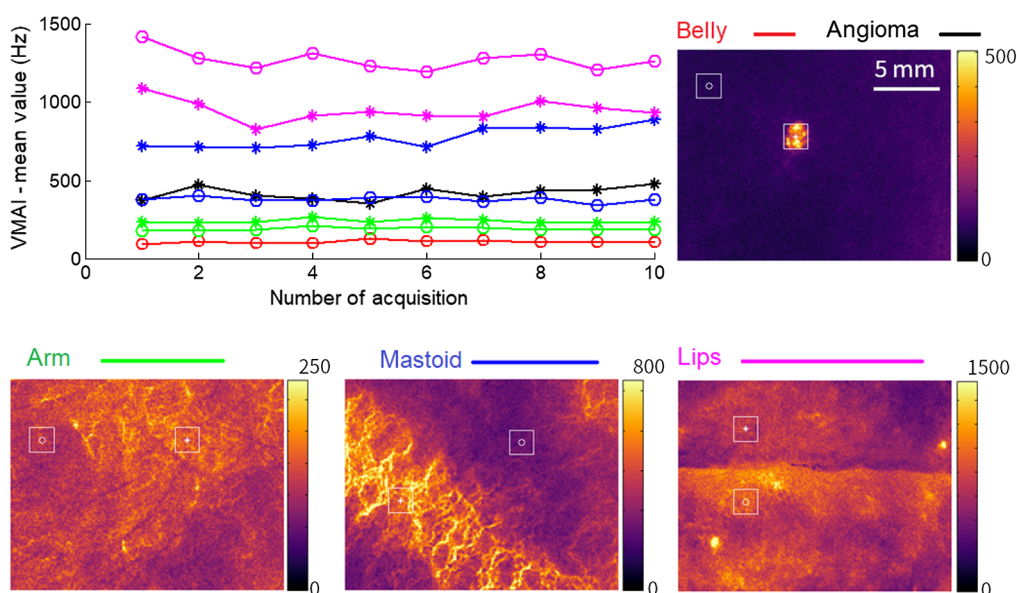 1500
1000
500
0
VMAI - mean value (Hz)
0 2 4 6 8 10
Number of acquisition
Belly Angioma
5 mm
500
0
Arm
250
0
Mastoid
800
0
Lips
1500
0